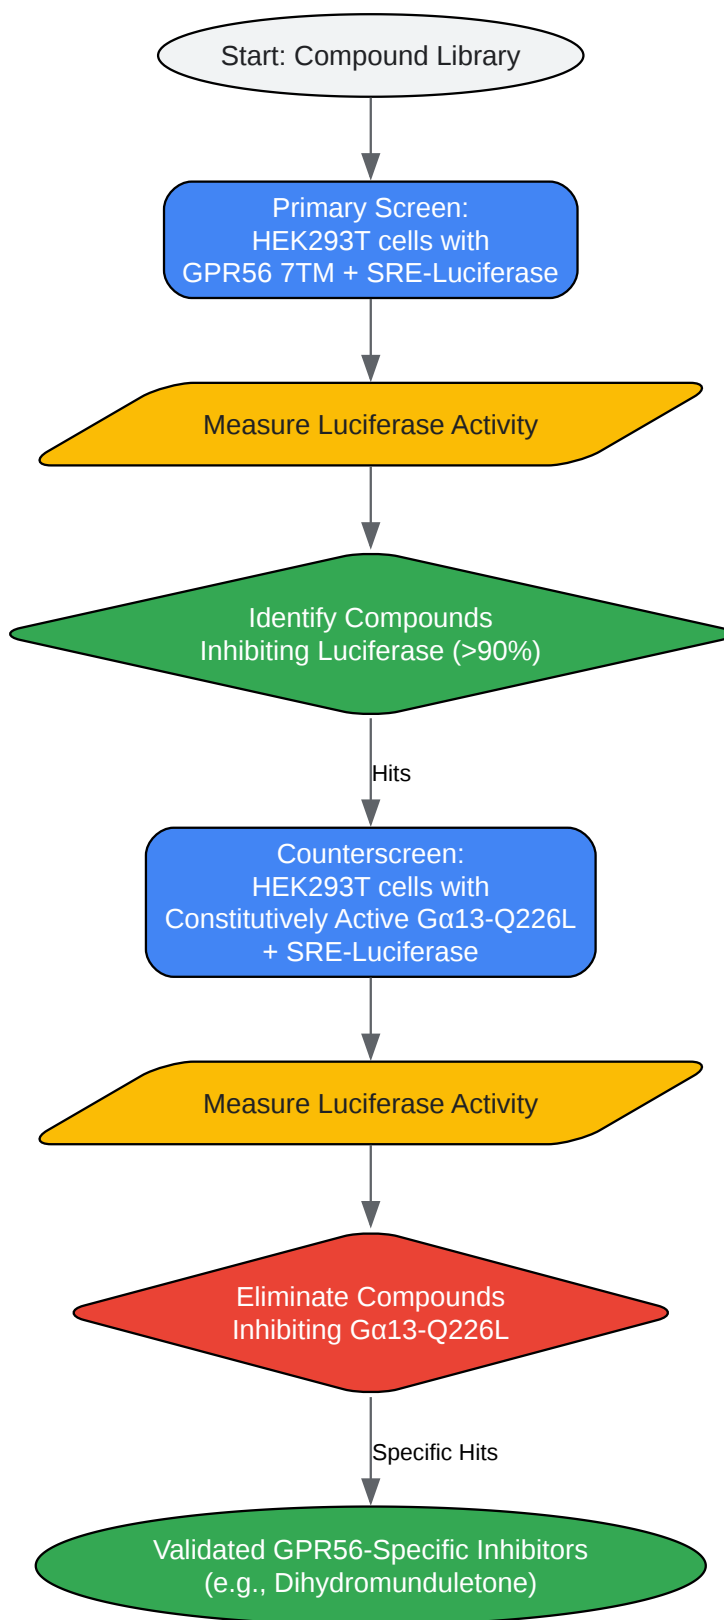 Start: Compound Library
Primary Screen:
HEK293T cells with
GPR56 7TM + SRE-Luciferase
Measure Luciferase Activity
Identify Compounds
Inhibiting Luciferase (>90%)
Hits
Counterscreen:
HEK293T cells with
Constitutively Active Gα13-Q226L
+ SRE-Luciferase
Measure Luciferase Activity
Eliminate Compounds
Inhibiting Gα13-Q226L
Specific Hits
Validated GPR56-Specific Inhibitors
(e.g., Dihydromunduletone)